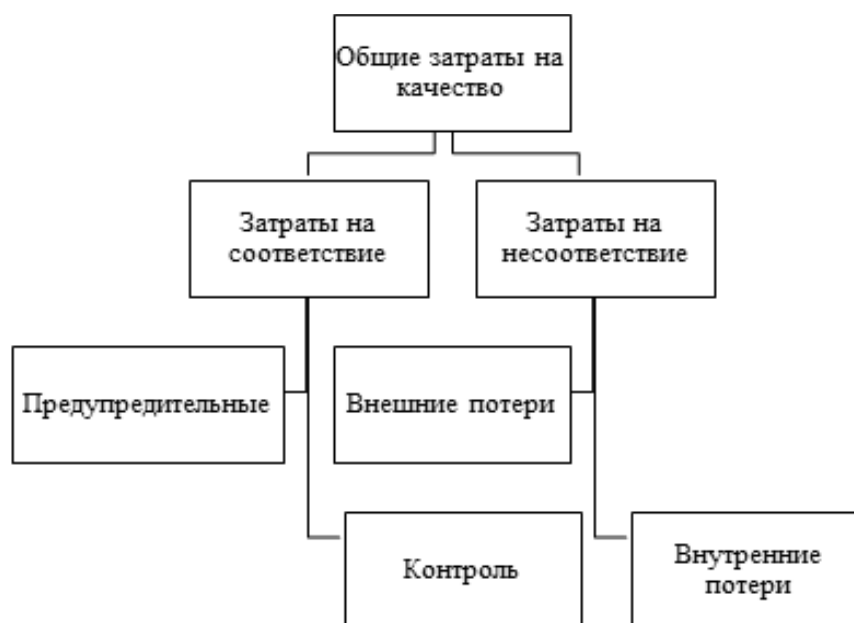 Общие затраты на
качество
Затраты на
соответствие
Затраты на
несоответствие
Предупредительные
Внешние потери
Контроль
Внутренние
потери